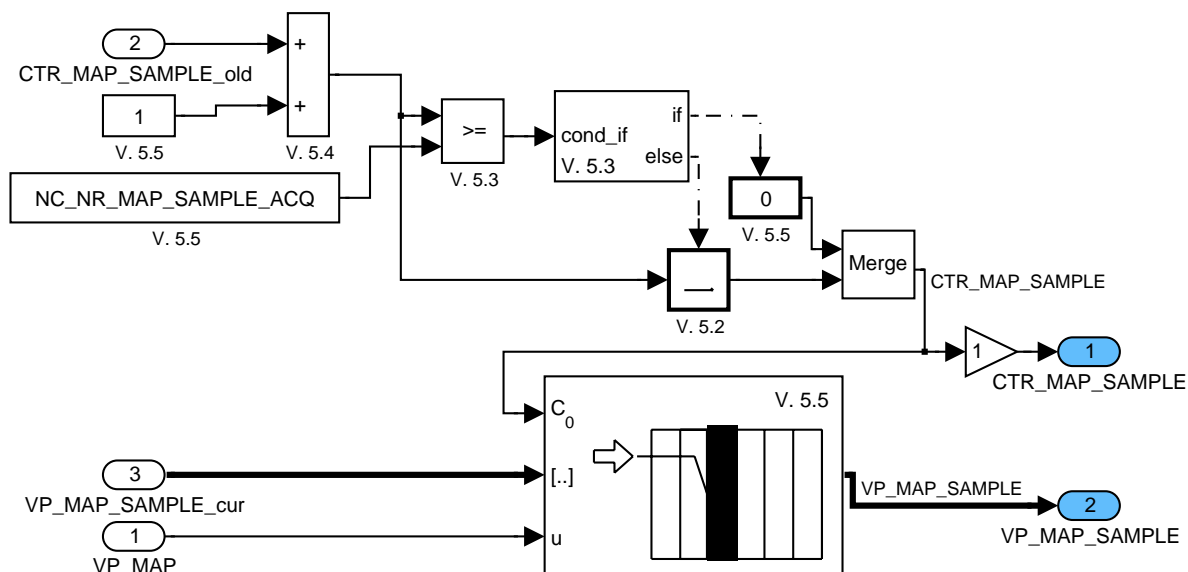 2
CTR_MAP_SAMPLE_old
+
1
+
V. 5.5
V. 5.4
NC_NR_MAP_SAMPLE_ACQ
V. 5.5
>=
V. 5.3
cond_if
V. 5.3
if
else
0
V. 5.5
V. 5.2
Merge
CTR_MAP_SAMPLE
1
1
CTR_MAP_SAMPLE
V. 5.5
C0
[..]
u
3
VP_MAP_SAMPLE_cur
1
VP_MAP
VP_MAP_SAMPLE
2
VP_MAP_SAMPLE